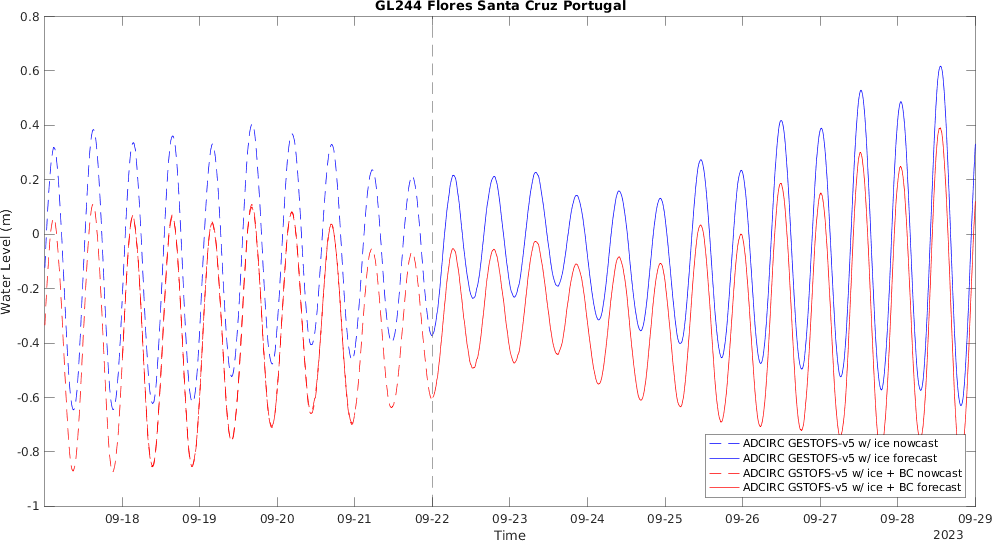 GL244 Flores Santa Cruz Portugal
0.8
0.6
0.4
0.2
0
-0.2
-0.4
-0.6
-0.8
-1
Water Level (m)
ADCIRC GESTOFS-v5 w/ ice nowcast
ADCIRC GESTOFS-v5 w/ ice forecast
ADCIRC GSTOFS-v5 w/ ice + BC nowcast
ADCIRC GSTOFS-v5 w/ ice + BC forecast
09-18 09-19 09-20 09-21 09-22 09-23 09-24 09-25 09-26 09-27 09-28 09-29
Time
2023